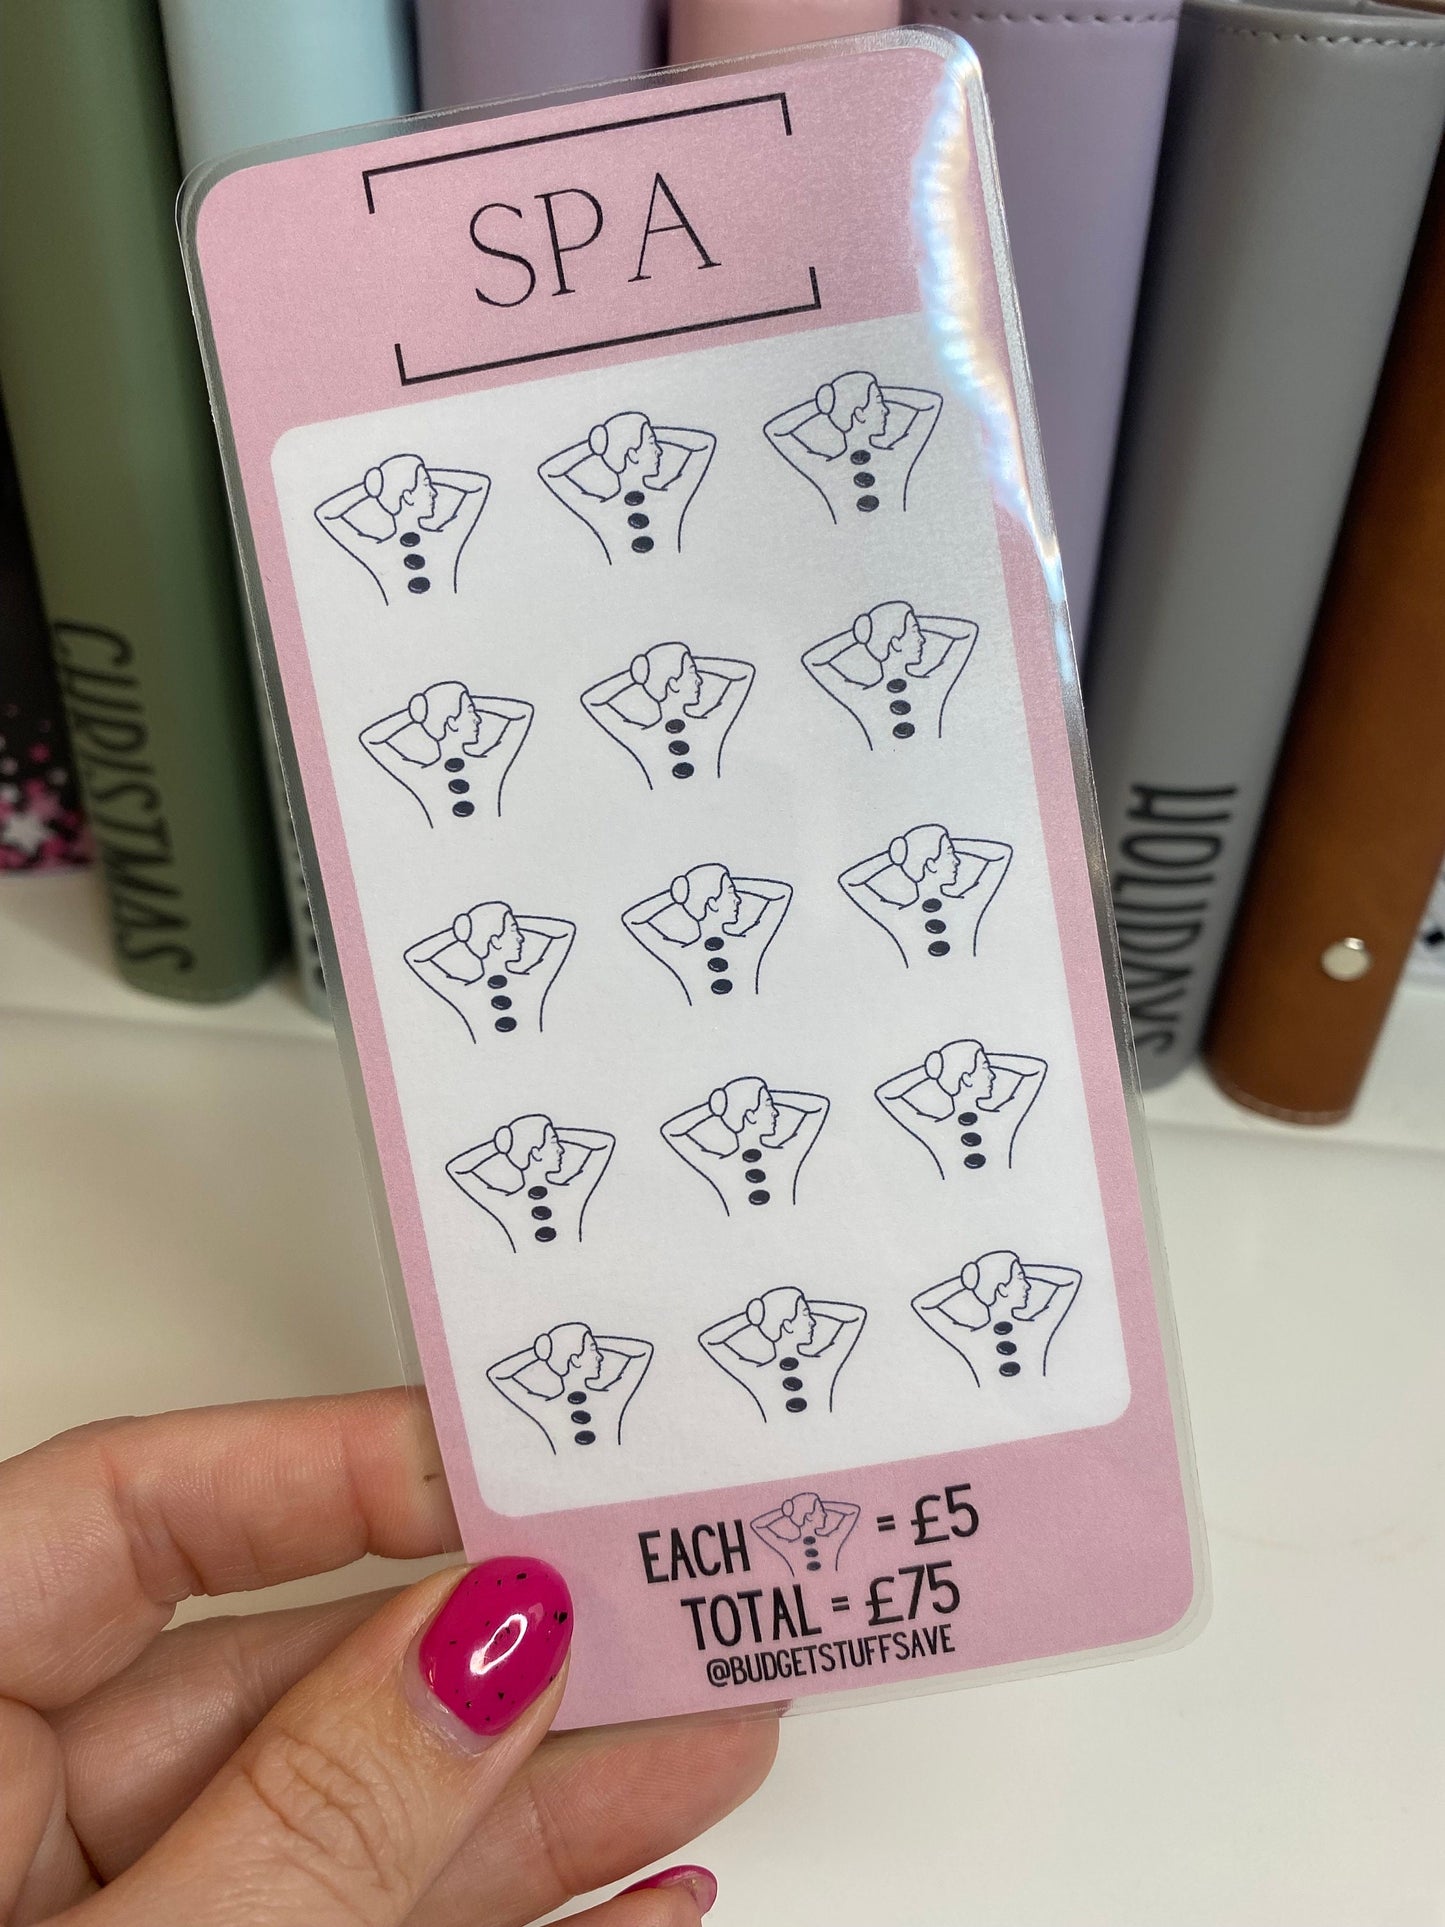 SPA
EACH = £5
TOTAL = £75
@BUDGETSTUFFSAVE
CHRISTMAS
HOLIDAYS